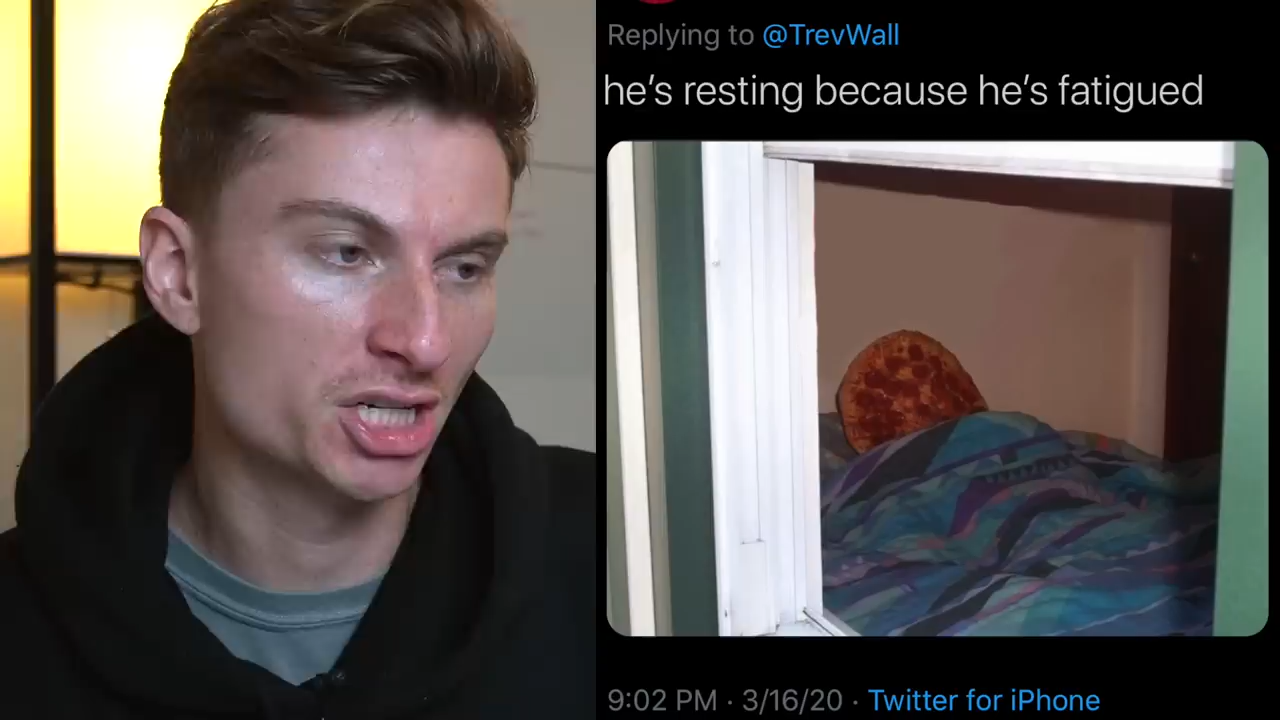 Replying to @TrevWall
he’s resting because he’s fatigued
9:02 PM · 3/16/20 · Twitter for iPhone